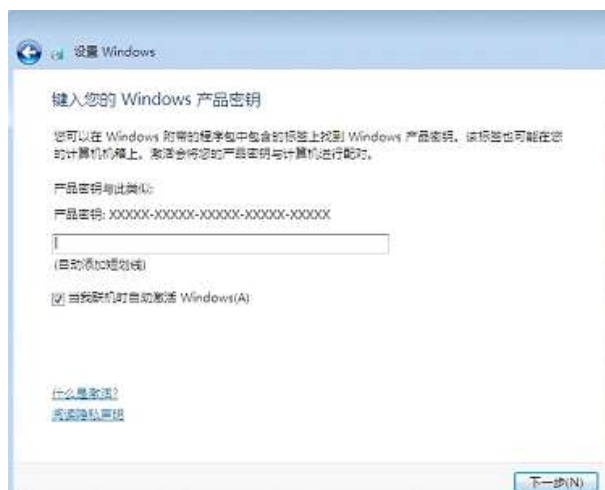 设置 Windows
键入您的 Windows 产品密钥
您可以在 Windows 附带的程序包中包含的标签上找到 Windows 产品密钥。该标签也可能在您
的计算机机箱上。激活会将您的产品密钥与计算机进行配对。
产品密钥与此类似:
产品密钥: XXXXX-XXXXX-XXXXX-XXXXX-XXXXX
(自动添加短划线)
当我联机时自动激活 Windows(A)
什么是激活?
阅读隐私声明
下一步(N)